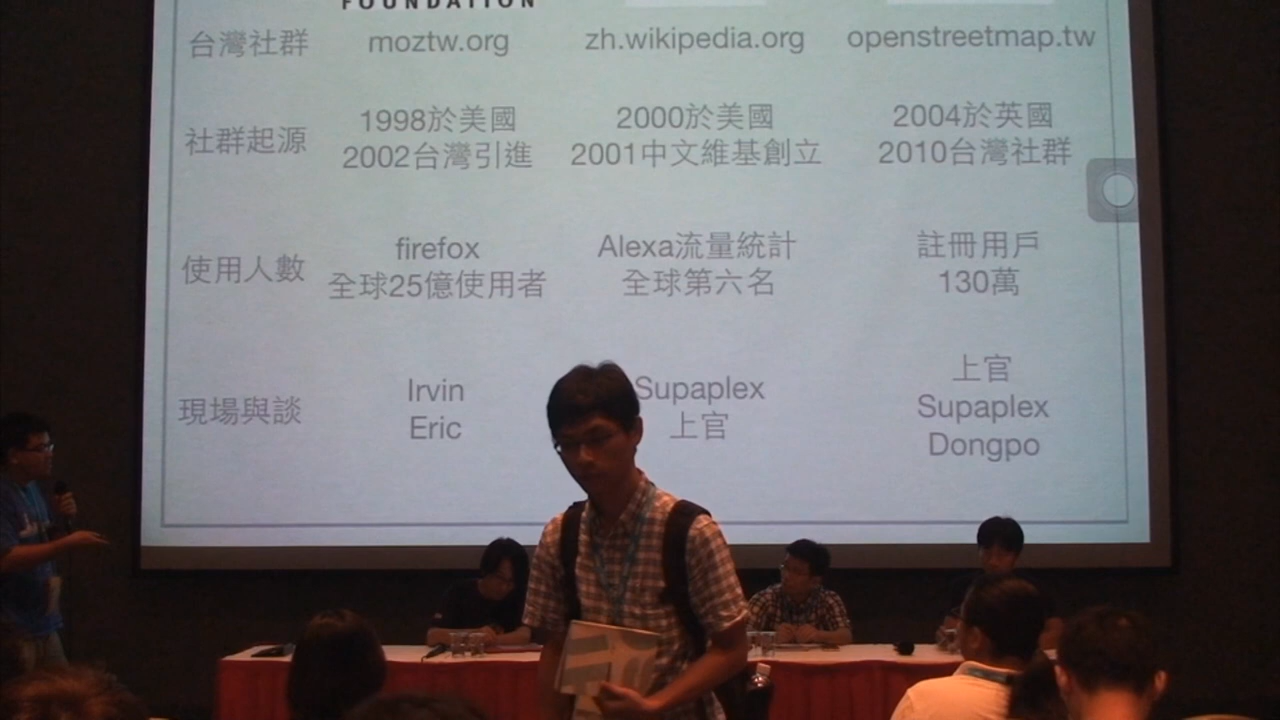 FOUNDATION
台灣社群 moztw.org zh.wikipedia.org openstreetmap.tw
社群起源
1998於美國
2002台灣引進
2000於美國
2001中文維基創立
2004於英國
2010台灣社群
使用人數
firefox
全球25億使用者
Alexa流量統計
全球第六名
註冊用戶
130萬
現場與談
Irvin
Eric
Supaplex
上官
上官
Supaplex
Dongpo